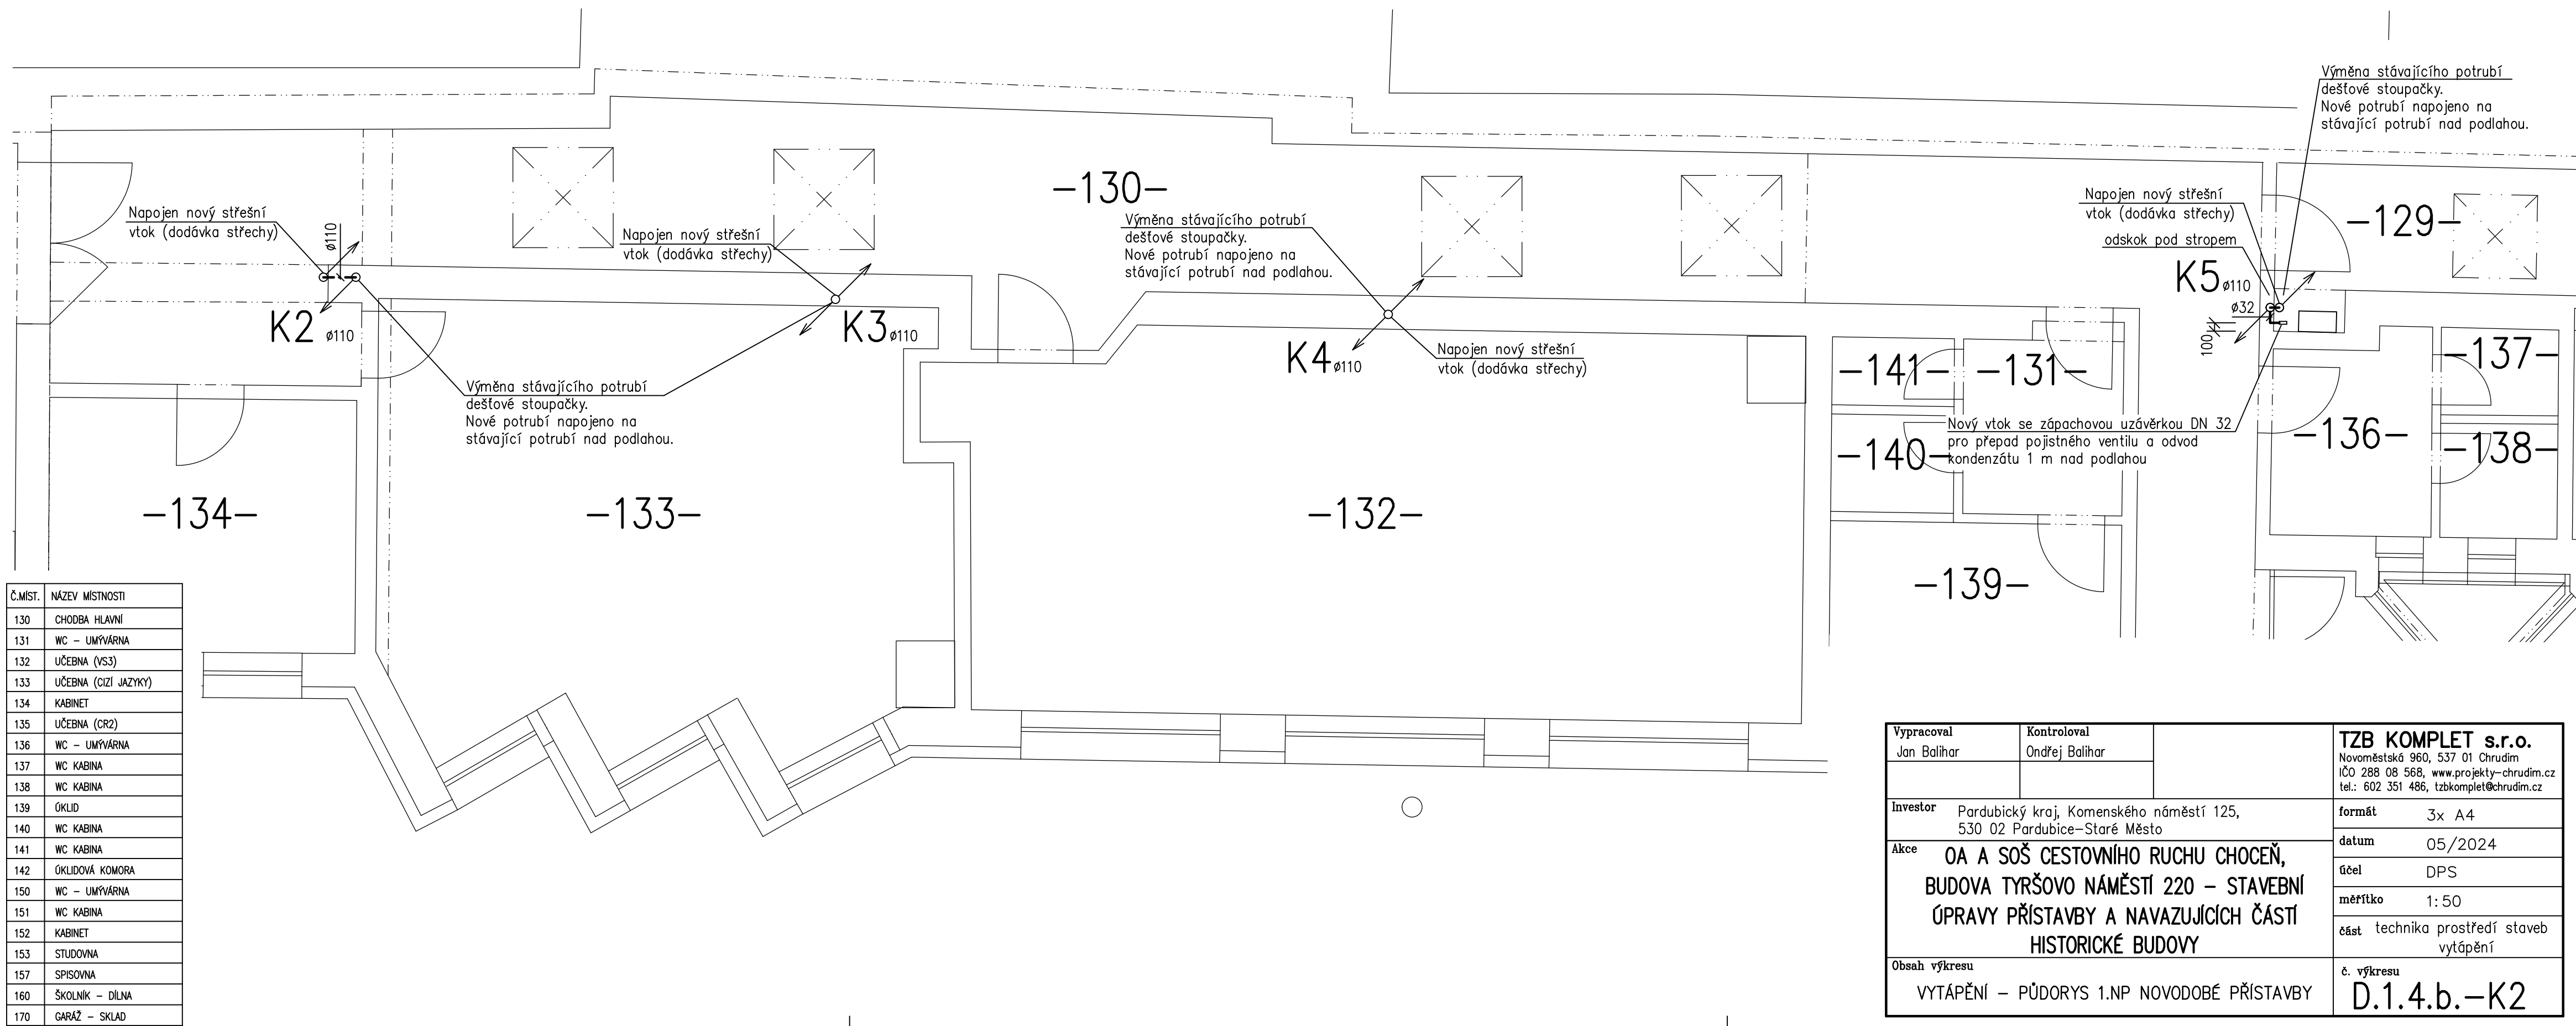 Výměna stávajícího potrubí
dešťové stoupačky.
Nové potrubí napojeno na
stávající potrubí nad podlahou.
Napojen nový střešní
vtok (dodávka střechy)
ø110
Napojen nový střešní
vtok (dodávka střechy)
-130-
Výměna stávajícího potrubí
dešťové stoupačky.
Nové potrubí napojeno na
stávající potrubí nad podlahou.
Napojen nový střešní
vtok (dodávka střechy)
odskok pod stropem
-129-
K5 ø110
ø32
100
K2 ø110
K3 ø110
K4 ø110
Napojen nový střešní
vtok (dodávka střechy)
Výměna stávajícího potrubí
dešťové stoupačky.
Nové potrubí napojeno na
stávající potrubí nad podlahou.
-141-
-131-
-137-
Nový vtok se zápachovou uzávěrkou DN 32
pro přepad pojistného ventilu a odvod
kondenzátu 1 m nad podlahou
-140-
-136-
-138-
-134-
-133-
-132-
-139-
Č.MÍST. NÁZEV MÍSTNOSTI
130 CHODBA HLAVNÍ
131 WC - UMÝVÁRNA
132 UČEBNA (VS3)
133 UČEBNA (CIZÍ JAZYKY)
134 KABINET
135 UČEBNA (CR2)
136 WC - UMÝVÁRNA
137 WC KABINA
138 WC KABINA
139 ÚKLID
140 WC KABINA
141 WC KABINA
142 ÚKLIDOVÁ KOMORA
150 WC - UMÝVÁRNA
151 WC KABINA
152 KABINET
153 STUDOVNA
157 SPISOVNA
160 ŠKOLNÍK - DÍLNA
170 GARÁŽ - SKLAD
Vypracoval
Jan Balihar
Kontroloval
Ondřej Balihar
TZB KOMPLET s.r.o.
Novoměstská 960, 537 01 Chrudim
IČO 288 08 568, www.projekty-chrudim.cz
tel.: 602 351 486, tzbkomplet@chrudim.cz
Investor Pardubický kraj, Komenského náměstí 125,
530 02 Pardubice-Staré Město
formát 3x A4
datum 05/2024
účel DPS
měřítko 1:50
část technika prostředí staveb
vytápění
Akce OA A SOŠ CESTOVNÍHO RUCHU CHOCEŇ,
BUDOVA TYRŠOVO NÁMĚSTÍ 220 - STAVEBNÍ
ÚPRAVY PŘÍSTAVBY A NAVAZUJÍCÍCH ČÁSTÍ
HISTORICKÉ BUDOVY
Obsah výkresu
VYTÁPĚNÍ - PŮDORYS 1.NP NOVODOBÉ PŘÍSTAVBY
č. výkresu
D.1.4.b.-K2